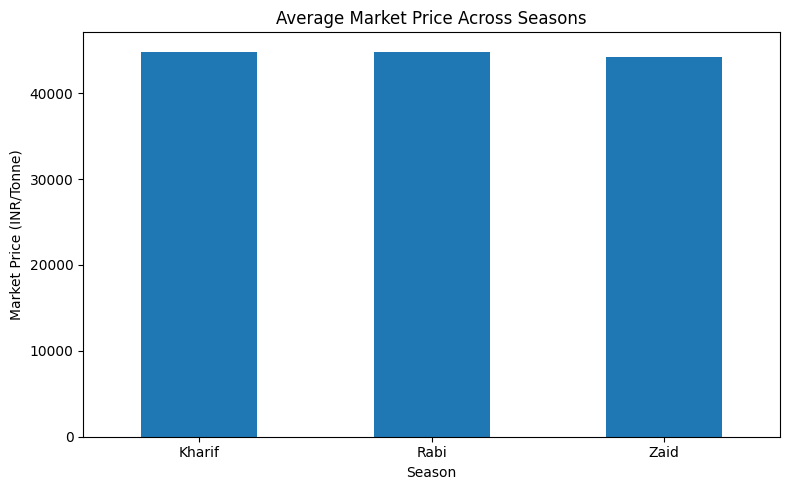 Average Market Price Across Seasons
Market Price (INR/Tonne)
40000
30000
20000
10000
0
Kharif
Rabi
Zaid
Season